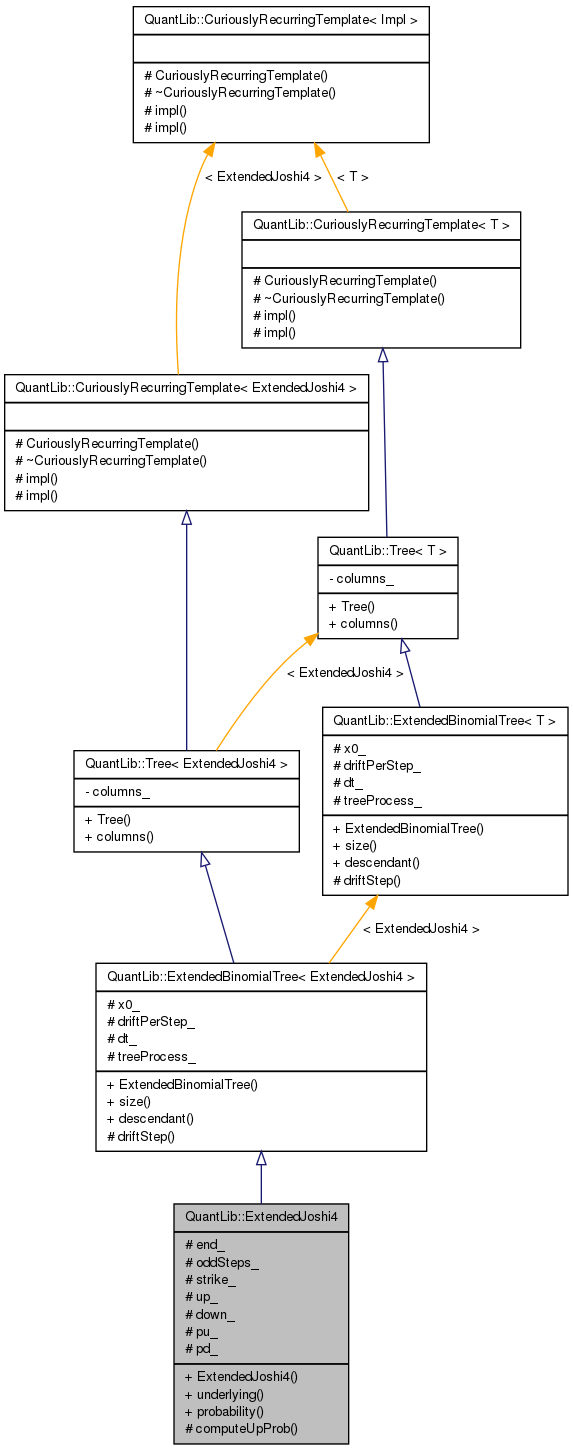 QuantLib::CuriouslyRecurringTemplate< Impl >
# CuriouslyRecurringTemplate()
# ~CuriouslyRecurringTemplate()
# impl()
# impl()
< ExtendedJoshi4 >
< T >
QuantLib::CuriouslyRecurringTemplate< T >
# CuriouslyRecurringTemplate()
# ~CuriouslyRecurringTemplate()
# impl()
# impl()
QuantLib::CuriouslyRecurringTemplate< ExtendedJoshi4 >
# CuriouslyRecurringTemplate()
# ~CuriouslyRecurringTemplate()
# impl()
# impl()
QuantLib::Tree< T >
- columns_
+ Tree()
+ columns()
< ExtendedJoshi4 >
QuantLib::ExtendedBinomialTree< T >
# x0_
# driftPerStep_
# dt_
# treeProcess_
+ ExtendedBinomialTree()
+ size()
+ descendant()
# driftStep()
QuantLib::Tree< ExtendedJoshi4 >
- columns_
+ Tree()
+ columns()
< ExtendedJoshi4 >
QuantLib::ExtendedBinomialTree< ExtendedJoshi4 >
# x0_
# driftPerStep_
# dt_
# treeProcess_
+ ExtendedBinomialTree()
+ size()
+ descendant()
# driftStep()
QuantLib::ExtendedJoshi4
# end_
# oddSteps_
# strike_
# up_
# down_
# pu_
# pd_
+ ExtendedJoshi4()
+ underlying()
+ probability()
# computeUpProb()